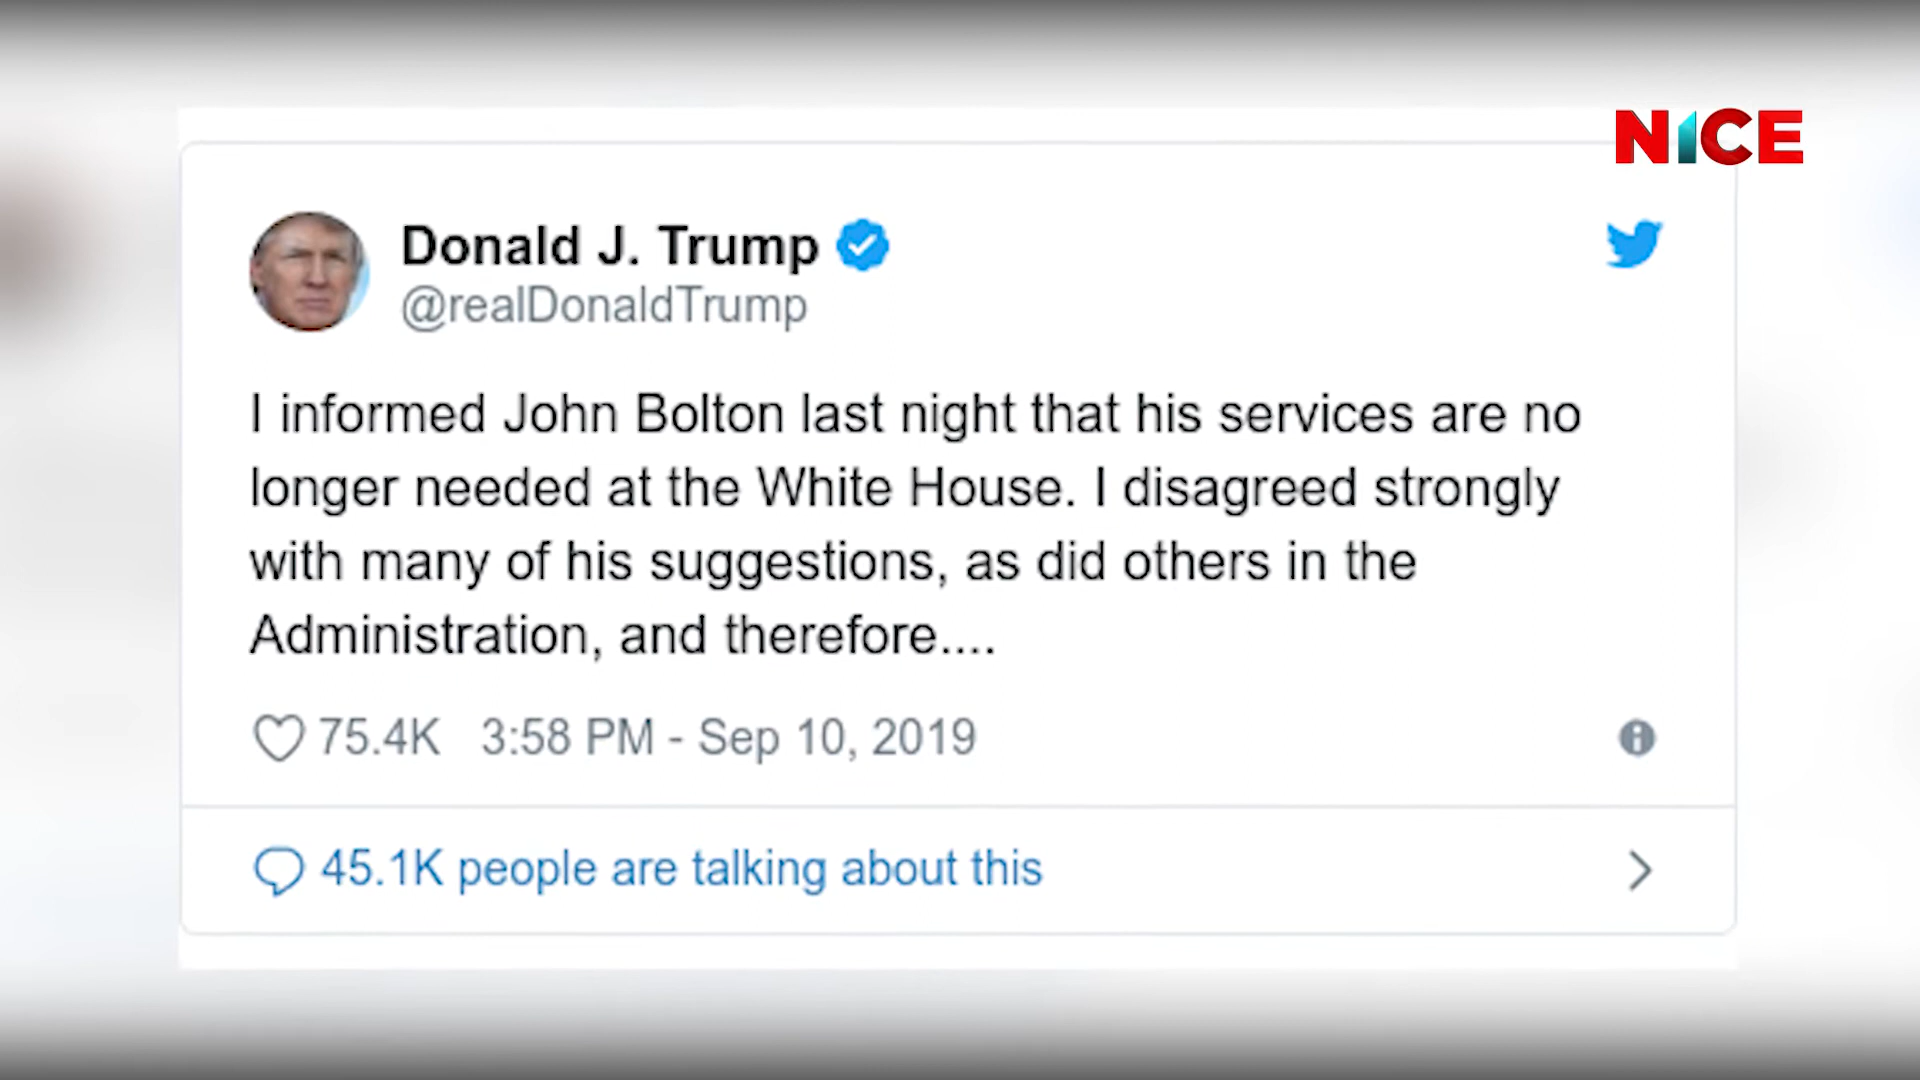 N1CE
Donald J. Trump
@realDonaldTrump
I informed John Bolton last night that his services are no
longer needed at the White House. I disagreed strongly
with many of his suggestions, as did others in the
Administration, and therefore....
75.4K 3:58 PM - Sep 10, 2019
45.1K people are talking about this